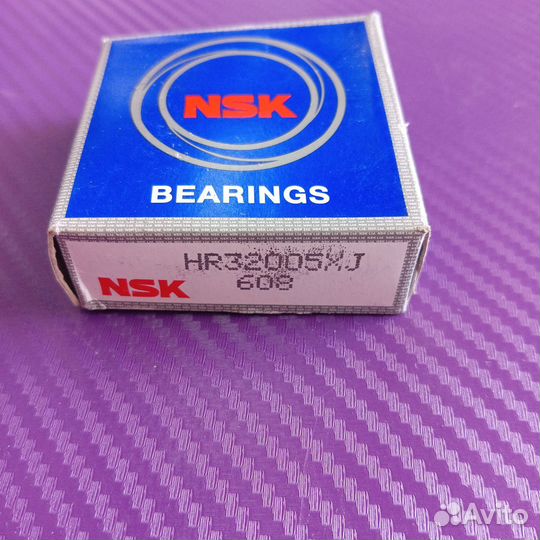 NSK
BEARINGS
HR32005XJ
NSK
608
Avito